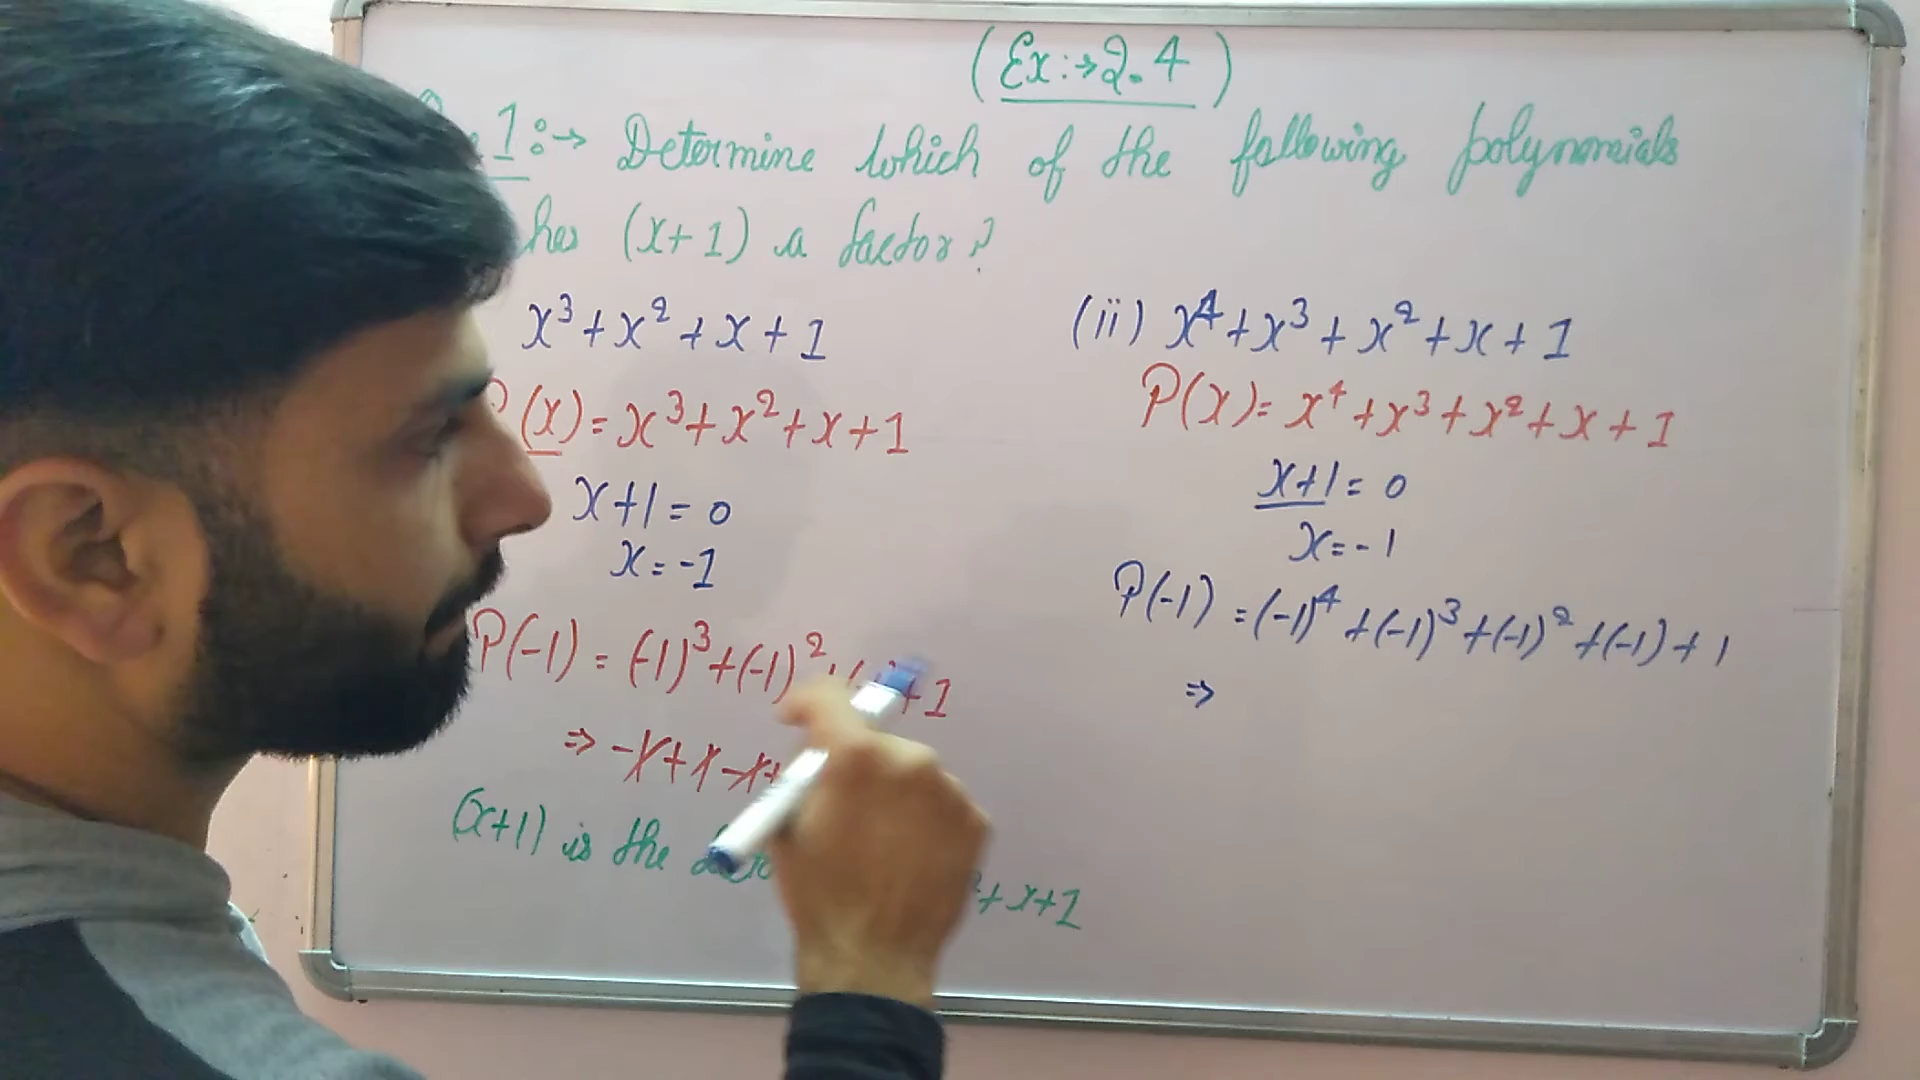 (Ex:→2.4)
1:→ Determine which of the following polynomials
has (x+1) a factor?
x³+x²+x+1
P(x)=x³+x²+x+1
x+1=0
x=-1
P(-1)=(-1)³+(-1)² +1
⇒ -1+1-1+
(x+1) is the ²+x+1
(ii) x⁴+x³+x²+x+1
P(x)=x⁴+x³+x²+x+1
x+1=0
x=-1
P(-1)=(-1)⁴+(-1)³+(-1)²+(-1)+1
⇒